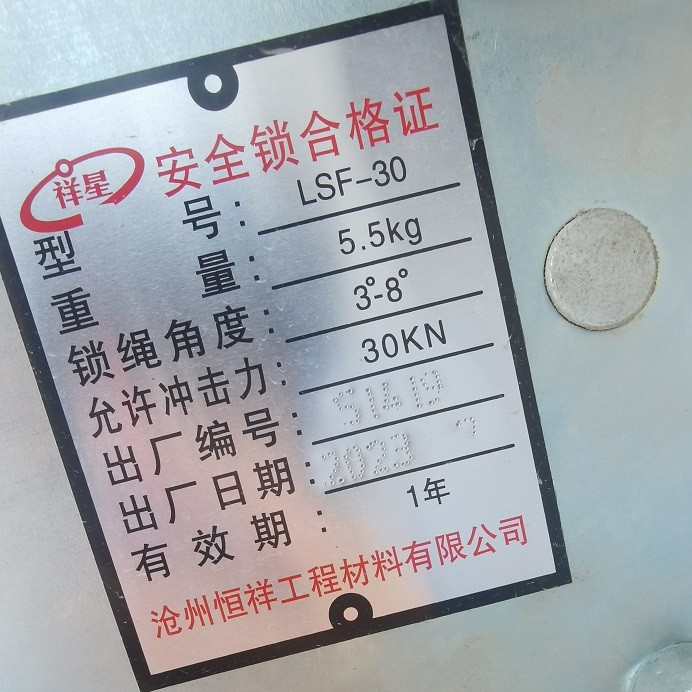 祥星
安全锁合格证
型号: LSF-30
重量: 5.5kg
锁绳角度: 3°-8°
允许冲击力: 30KN
出厂编号: S1419
出厂日期: 2023 7
有效期: 1年
沧州恒祥工程材料有限公司